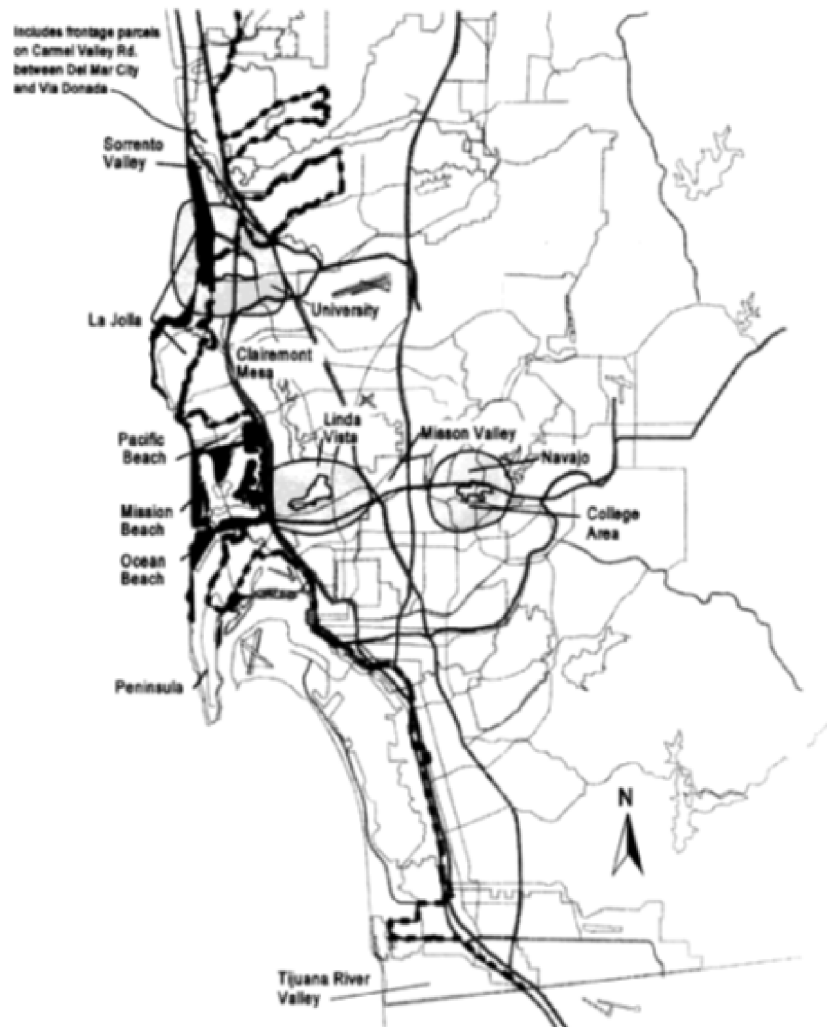 Includes frontage parcels
on Carmel Valley Rd.
between Del Mar City
and Via Donada
Sorrento
Valley
University
La Jolla
Clairemont
Mesa
Linda
Vista
Misson Valley
Pacific
Beach
Navajo
Mission
Beach
College
Area
Ocean
Beach
Peninsula
N
Tijuana River
Valley